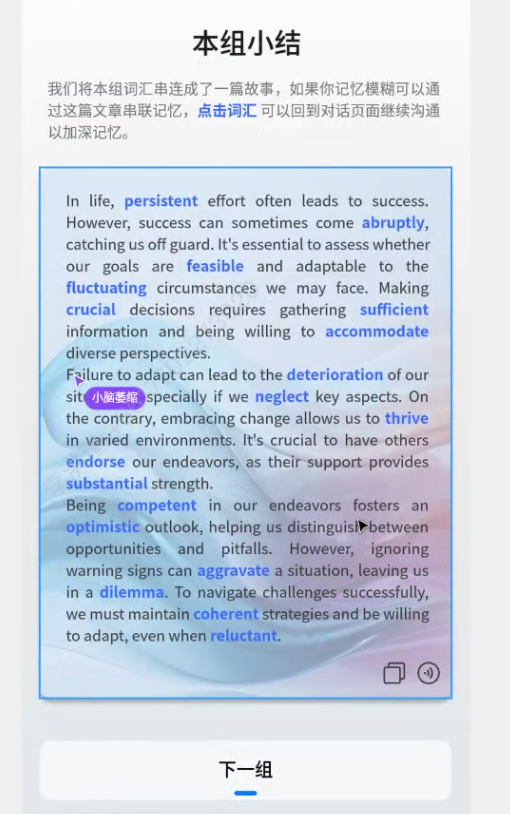 本组小结
我们将本组词汇串连成了一篇故事，如果你记忆模糊可以通
过这篇文章串联记忆，点击词汇 可以回到对话页面继续沟通
以加深记忆。
In life, persistent effort often leads to success.
However, success can sometimes come abruptly,
catching us off guard. It's essential to assess whether
our goals are feasible and adaptable to the
fluctuating circumstances we may face. Making
crucial decisions requires gathering sufficient
information and being willing to accommodate
diverse perspectives.
Failure to adapt can lead to the deterioration of our
sit 小脑萎缩 specially if we neglect key aspects. On
the contrary, embracing change allows us to thrive
in varied environments. It's crucial to have others
endorse our endeavors, as their support provides
substantial strength.
Being competent in our endeavors fosters an
optimistic outlook, helping us distinguish between
opportunities and pitfalls. However, ignoring
warning signs can aggravate a situation, leaving us
in a dilemma. To navigate challenges successfully,
we must maintain coherent strategies and be willing
to adapt, even when reluctant.
下一组